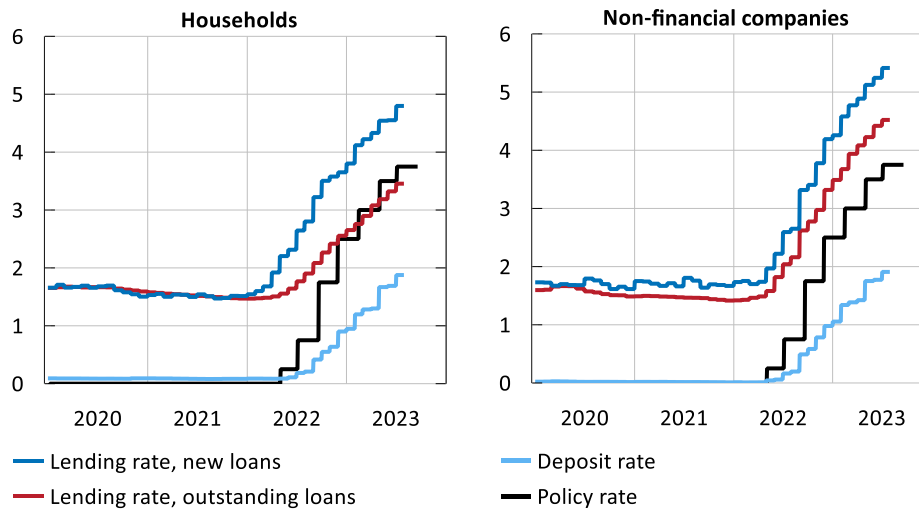 Households
6
5
4
3
2
1
0
2020 2021 2022 2023
Non-financial companies
6
5
4
3
2
1
0
2020 2021 2022 2023
Lending rate, new loans
Lending rate, outstanding loans
Deposit rate
Policy rate